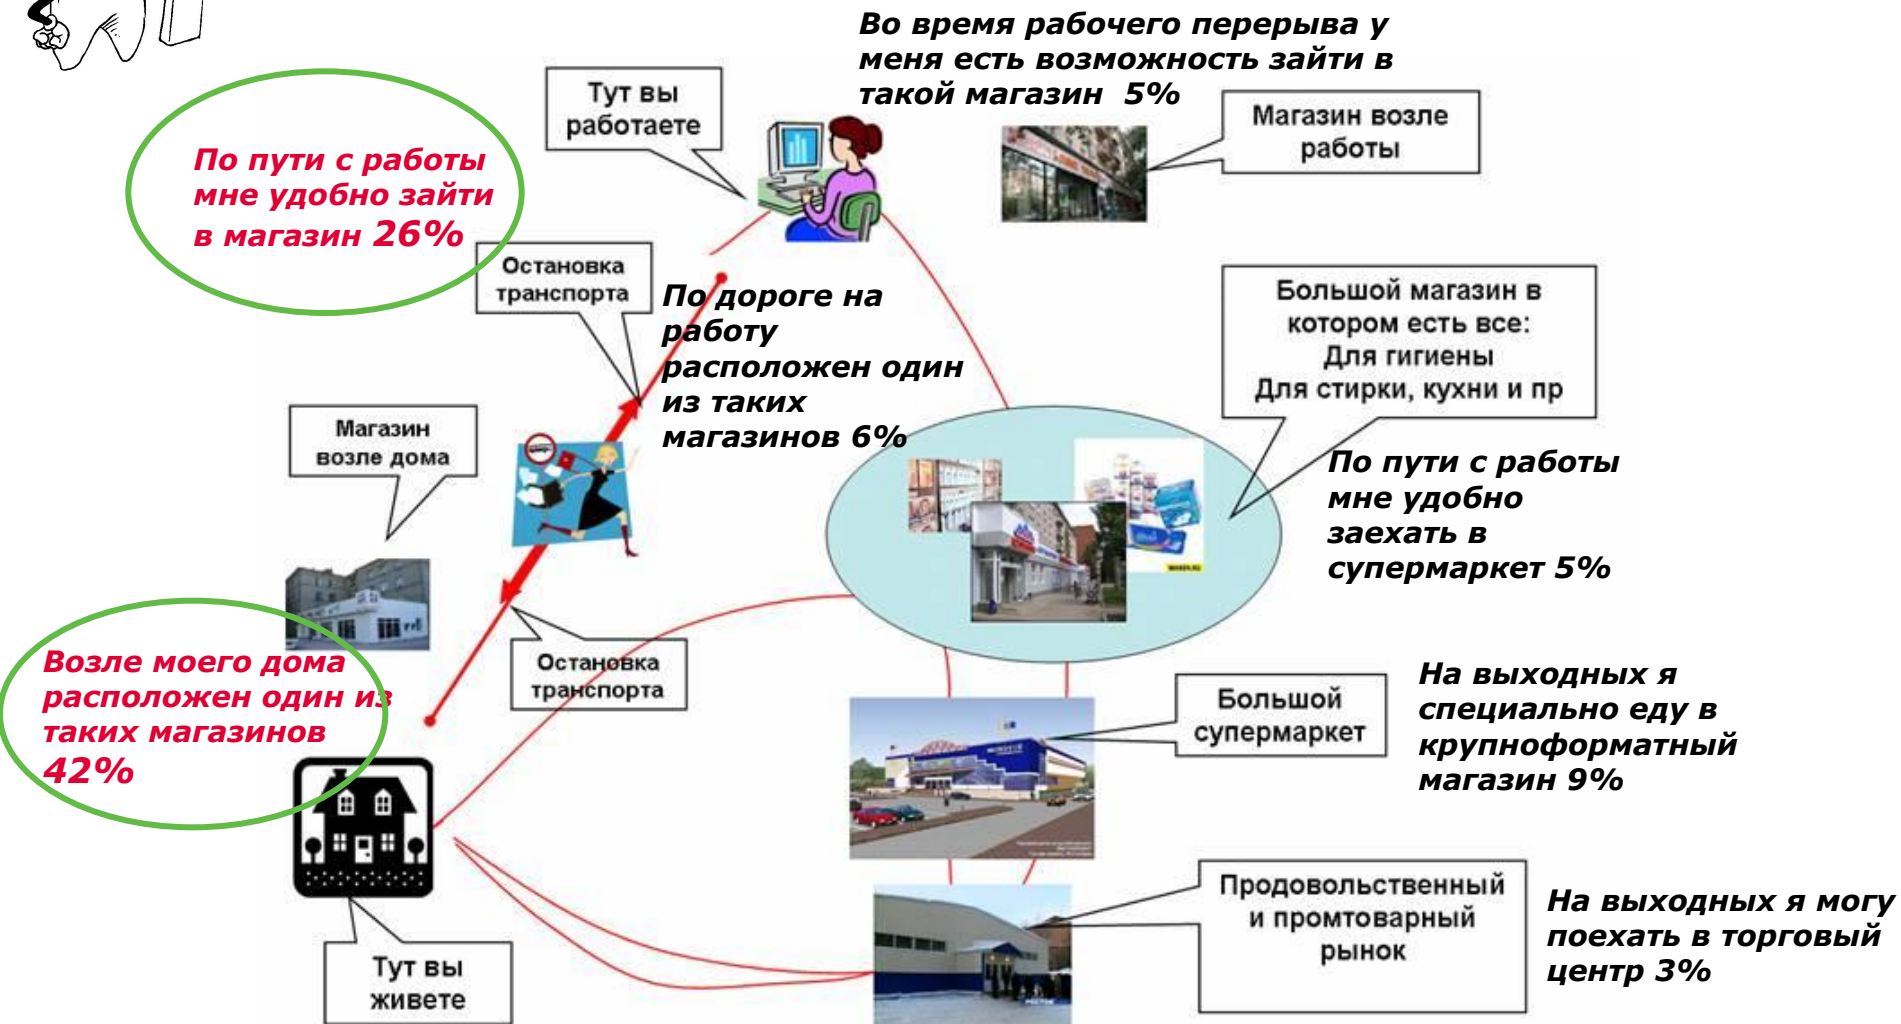 Во время рабочего перерыва у
меня есть возможность зайти в
такой магазин 5%
Тут вы
работаете
Магазин возле
работы
По пути с работы
мне удобно зайти
в магазин 26%
Остановка
транспорта
По дороге на
работу
расположен один
из таких
магазинов 6%
Большой магазин в
котором есть все:
Для гигиены
Для стирки, кухни и пр
Магазин
возле дома
По пути с работы
мне удобно
заехать в
супермаркет 5%
Возле моего дома
расположен один из
таких магазинов
42%
Остановка
транспорта
Большой
супермаркет
На выходных я
специально еду в
крупноформатный
магазин 9%
Продовольственный
и промтоварный
рынок
На выходных я могу
поехать в торговый
центр 3%
Тут вы
живете